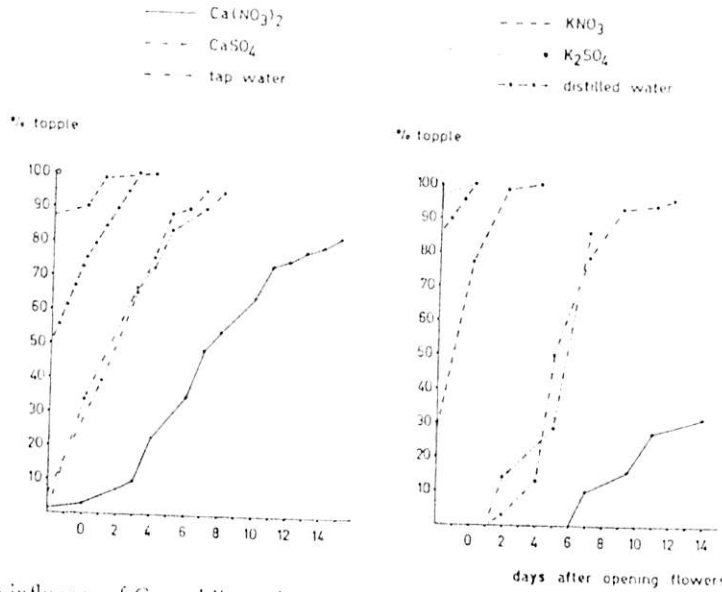 Ca(NO3)2
CaSO4
tap water
KNO3
K2SO4
distilled water
% topple
% topple
100
90
80
70
60
50
40
30
20
10
0 2 4 6 8 10 12 14
100
90
80
70
60
50
40
30
20
10
0 2 4 6 8 10 12 14
days after opening flowers
influence of